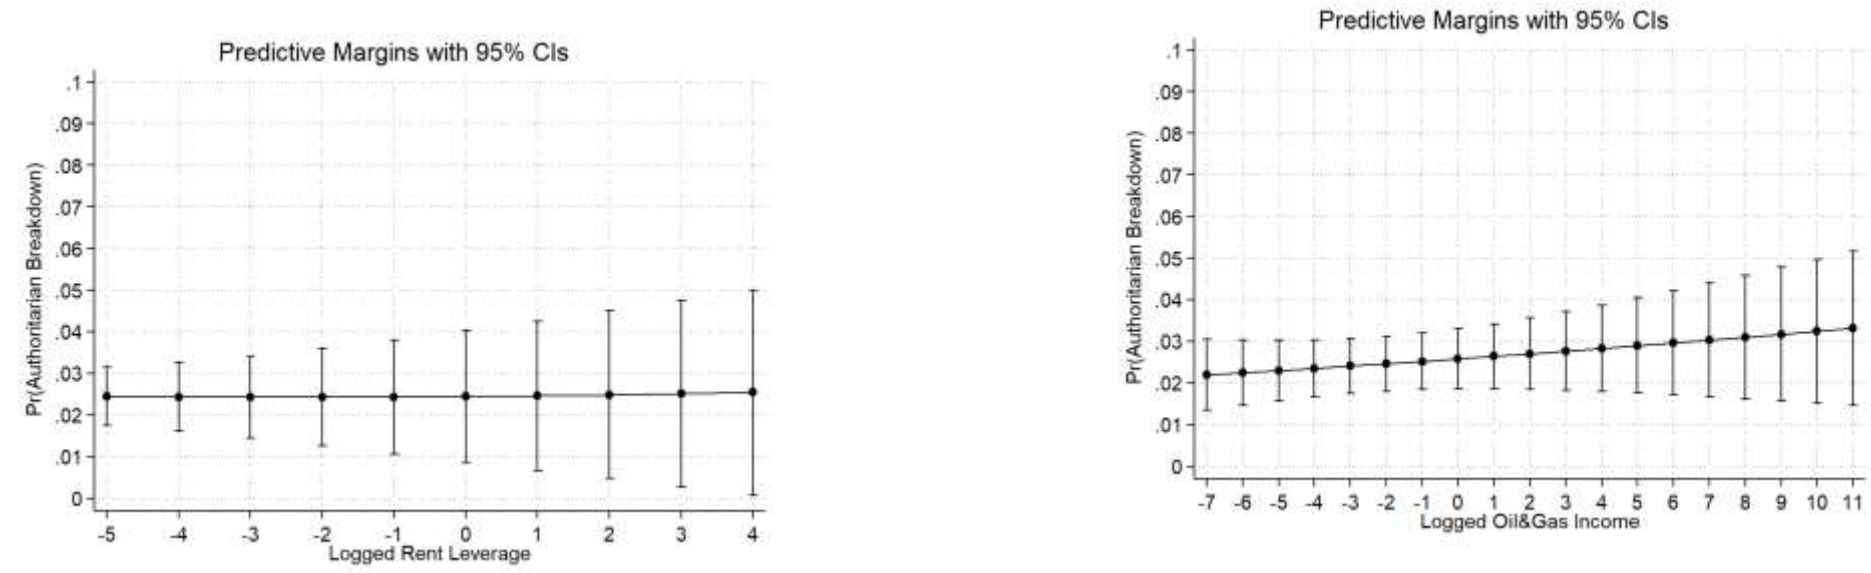 Predictive Margins with 95% CIs
Pr(Authoritarian Breakdown)
.1
.09
.08
.07
.06
.05
.04
.03
.02
.01
0
-5 -4 -3 -2 -1 0 1 2 3 4
Logged Rent Leverage
Predictive Margins with 95% CIs
Pr(Authoritarian Breakdown)
.1
.09
.08
.07
.06
.05
.04
.03
.02
.01
0
-7 -6 -5 -4 -3 -2 -1 0 1 2 3 4 5 6 7 8 9 10 11
Logged Oil&Gas Income